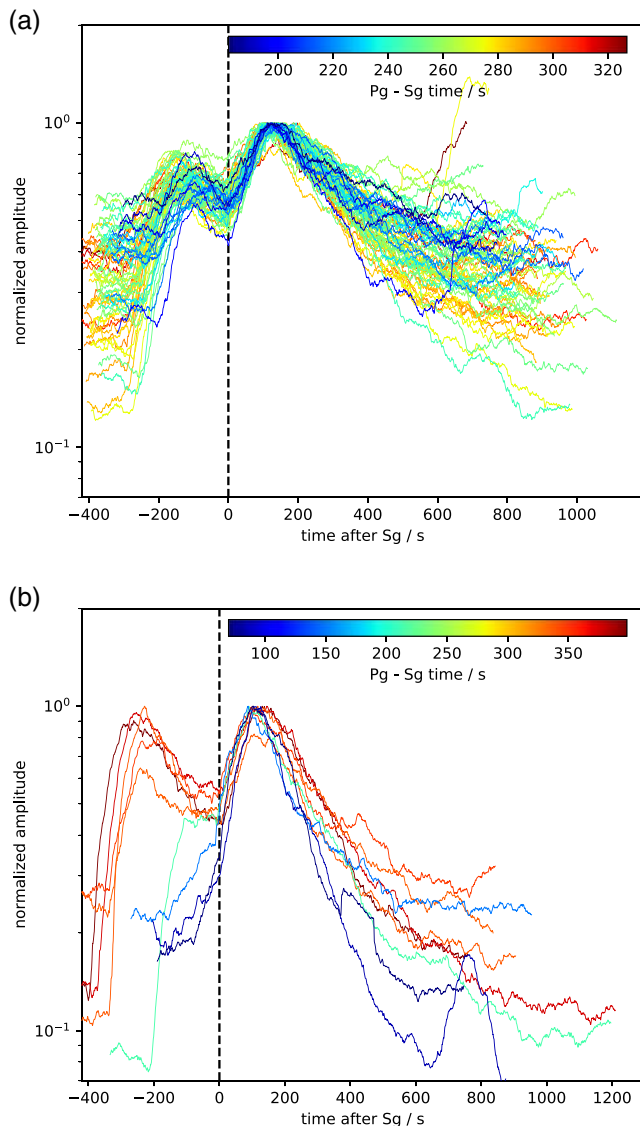 (a)
200 220 240 260 280 300 320
Pg - Sg time / s
10⁰
10⁻¹
normalized amplitude
−400 −200 0 200 400 600 800 1000
time after Sg / s
(b)
100 150 200 250 300 350
Pg - Sg time / s
10⁰
10⁻¹
normalized amplitude
−400 −200 0 200 400 600 800 1000 1200
time after Sg / s